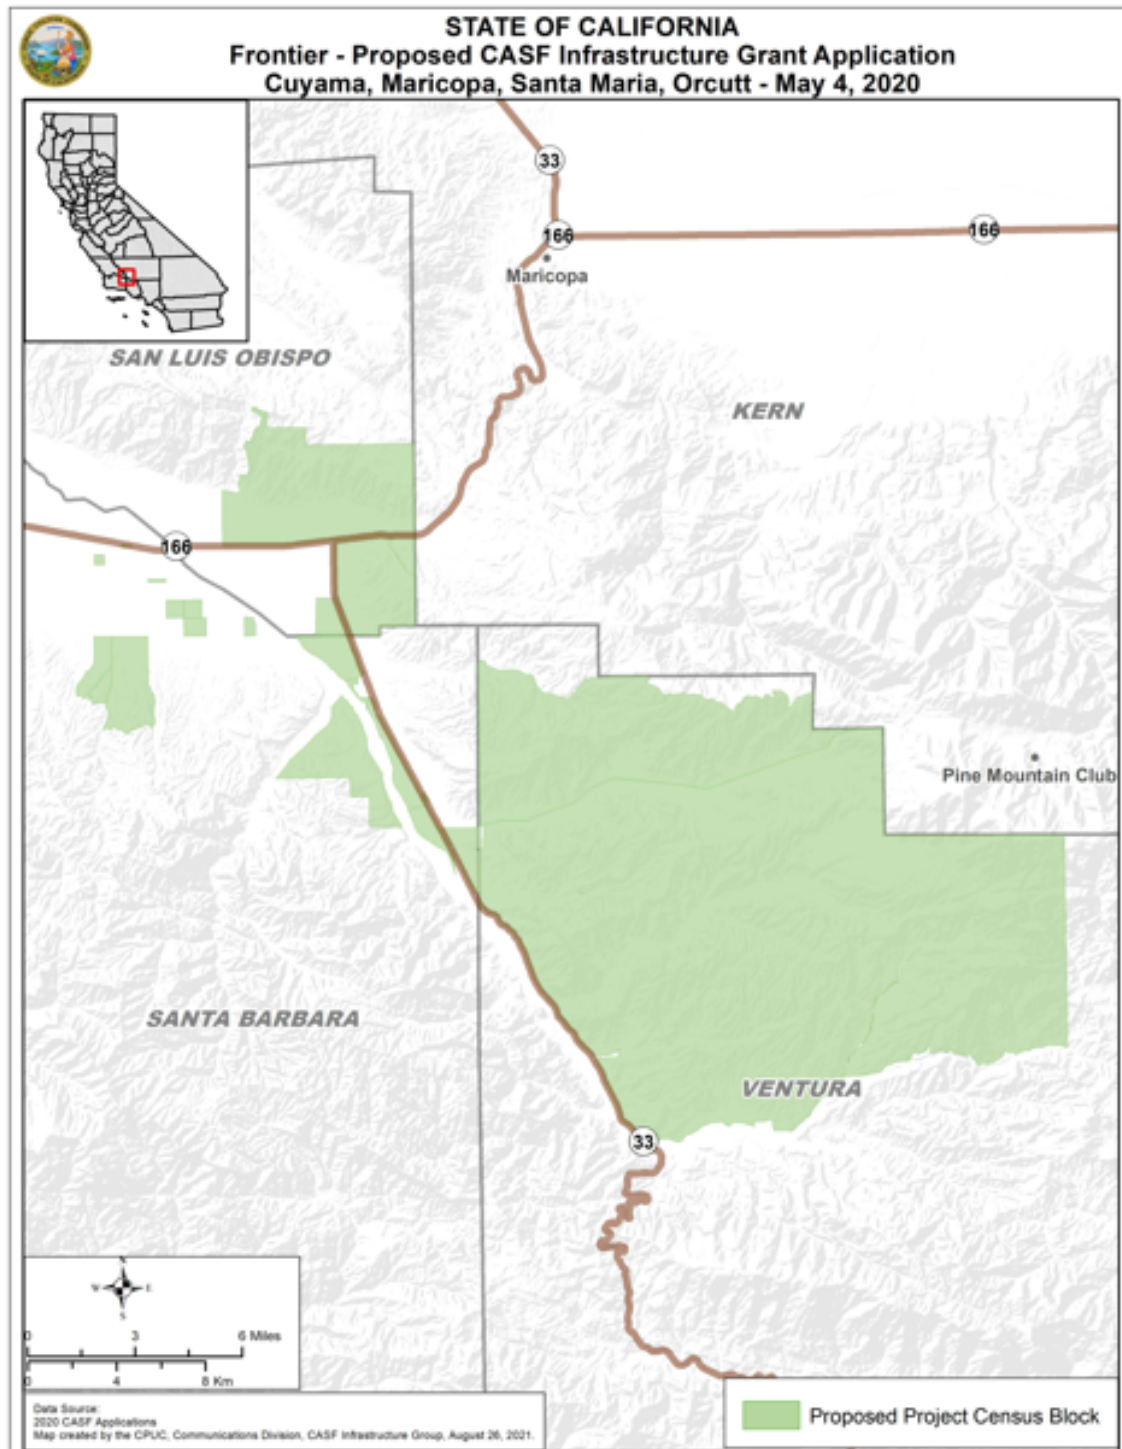 STATE OF CALIFORNIA
Frontier - Proposed CASF Infrastructure Grant Application
Cuyama, Maricopa, Santa Maria, Orcutt - May 4, 2020
33
166
166
Maricopa
SAN LUIS OBISPO
KERN
166
Pine Mountain Club
SANTA BARBARA
VENTURA
33
N
W E
S
0 3 6 Miles
0 4 8 Km
Data Source:
2020 CASF Applications
Map created by the CPUC, Communications Division, CASF Infrastructure Group, August 26, 2021.
Proposed Project Census Block